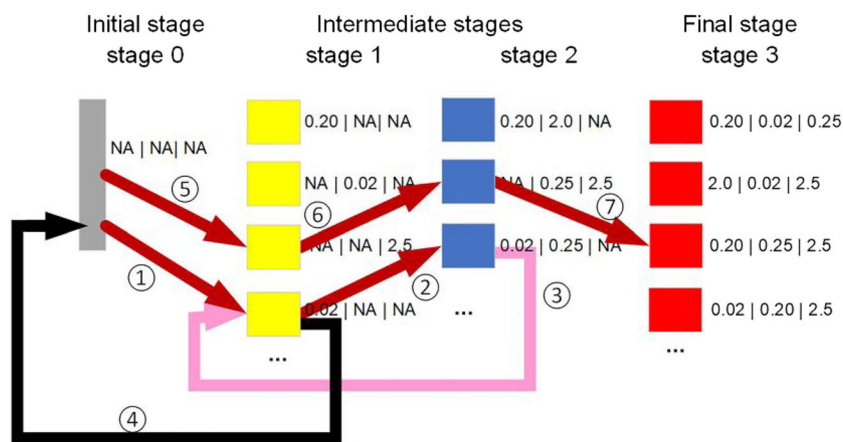 Initial stage
stage 0
Intermediate stages
stage 1
stage 2
Final stage
stage 3
NA | NA| NA
0.20 | NA| NA
0.20 | 2.0 | NA
0.20 | 0.02 | 0.25
NA | 0.02 | NA
NA | 0.25 | 2.5
2.0 | 0.02 | 2.5
NA | NA | 2.5
0.02 | 0.25 | NA
0.20 | 0.25 | 2.5
0.02 | NA | NA
...
0.02 | 0.20 | 2.5
...
...
⑤
⑥
⑦
①
②
③
④